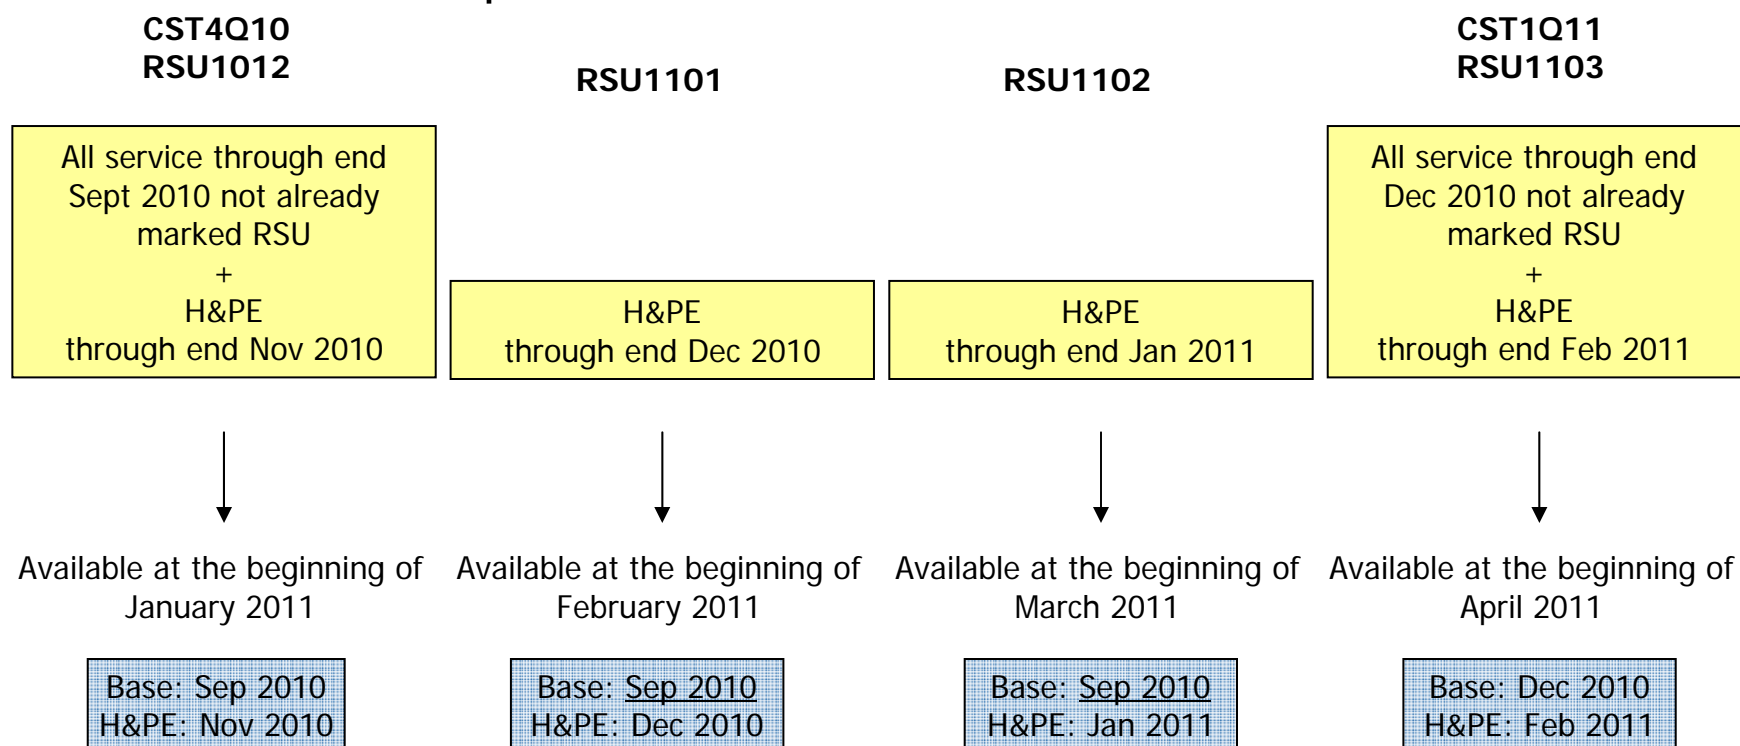 CST4Q10
RSU1012
All service through end
Sept 2010 not already
marked RSU
+
H&PE
through end Nov 2010
Available at the beginning of
January 2011
Base: Sep 2010
H&PE: Nov 2010
RSU1101
H&PE
through end Dec 2010
Available at the beginning of
February 2011
Base: Sep 2010
H&PE: Dec 2010
RSU1102
H&PE
through end Jan 2011
Available at the beginning of
March 2011
Base: Sep 2010
H&PE: Jan 2011
CST1Q11
RSU1103
All service through end
Dec 2010 not already
marked RSU
+
H&PE
through end Feb 2011
Available at the beginning of
April 2011
Base: Dec 2010
H&PE: Feb 2011